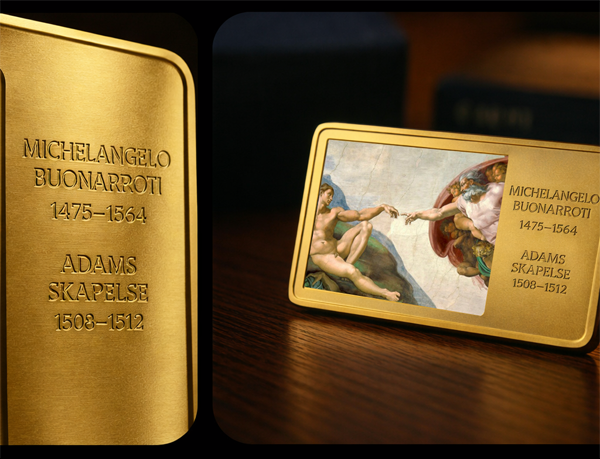 MICHELANGELO
BUONARROTI
1475–1564
ADAMS
SKAPELSE
1508–1512
MICHELANGELO
BUONARROTI
1475–1564
ADAMS
SKAPELSE
1508–1512